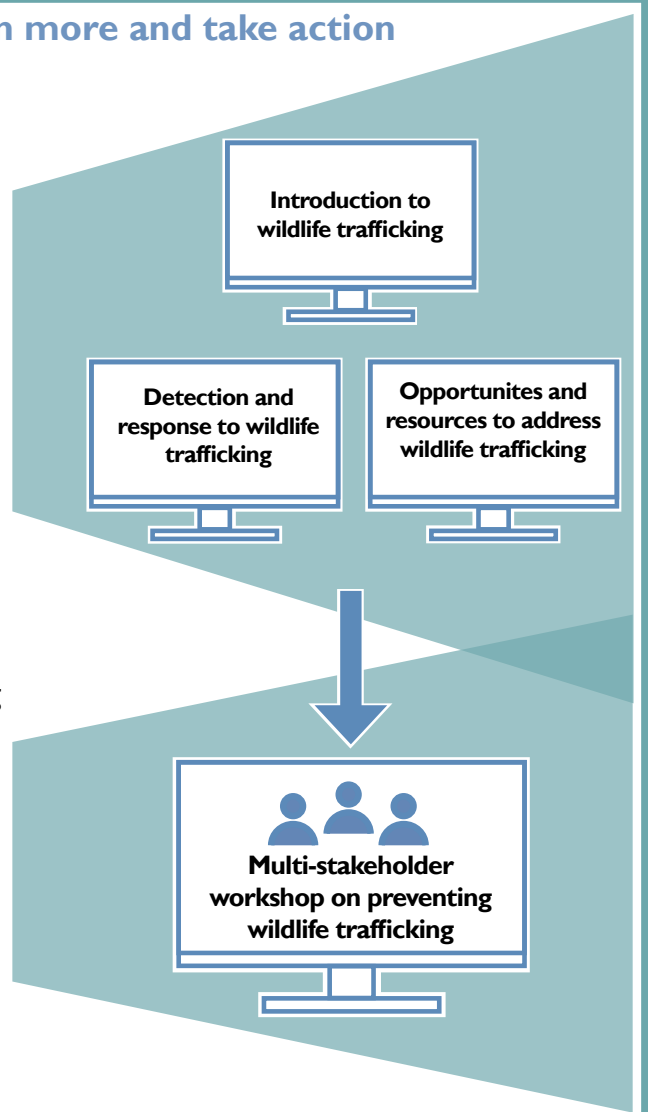 n more and take action
Introduction to
wildlife trafficking
Detection and
response to wildlife
trafficking
Opportunites and
resources to address
wildlife trafficking
Multi-stakeholder
workshop on preventing
wildlife trafficking